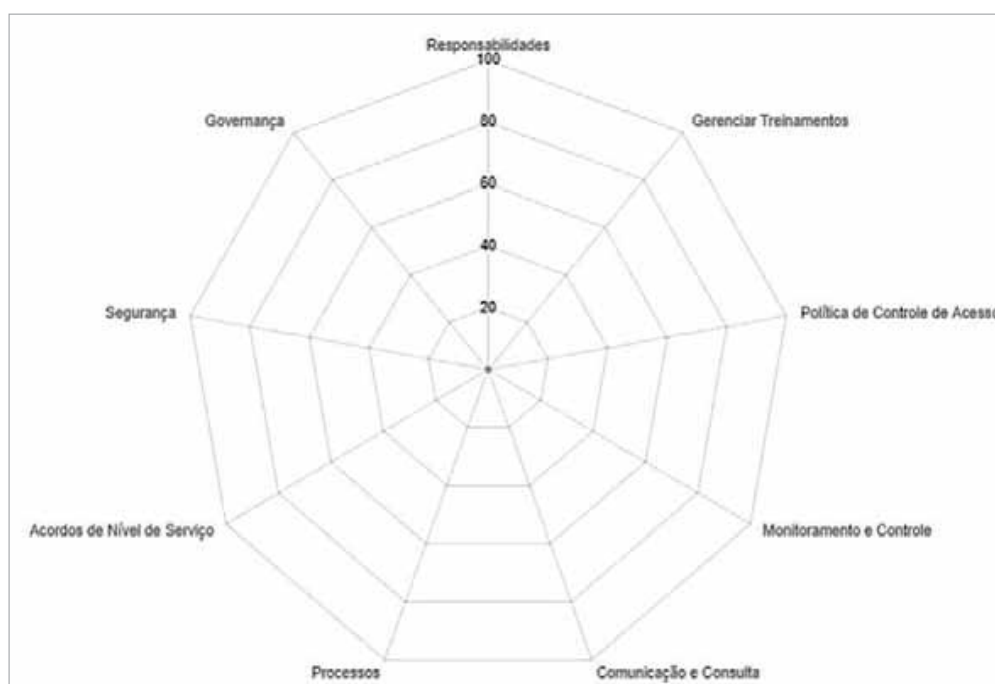 Responsabilidades
100
Governança
Gerenciar Treinamentos
80
60
40
20
Segurança
Política de Controle de Acesso
Acordos de Nível de Serviço
Monitoramento e Controle
Processos
Comunicação e Consulta